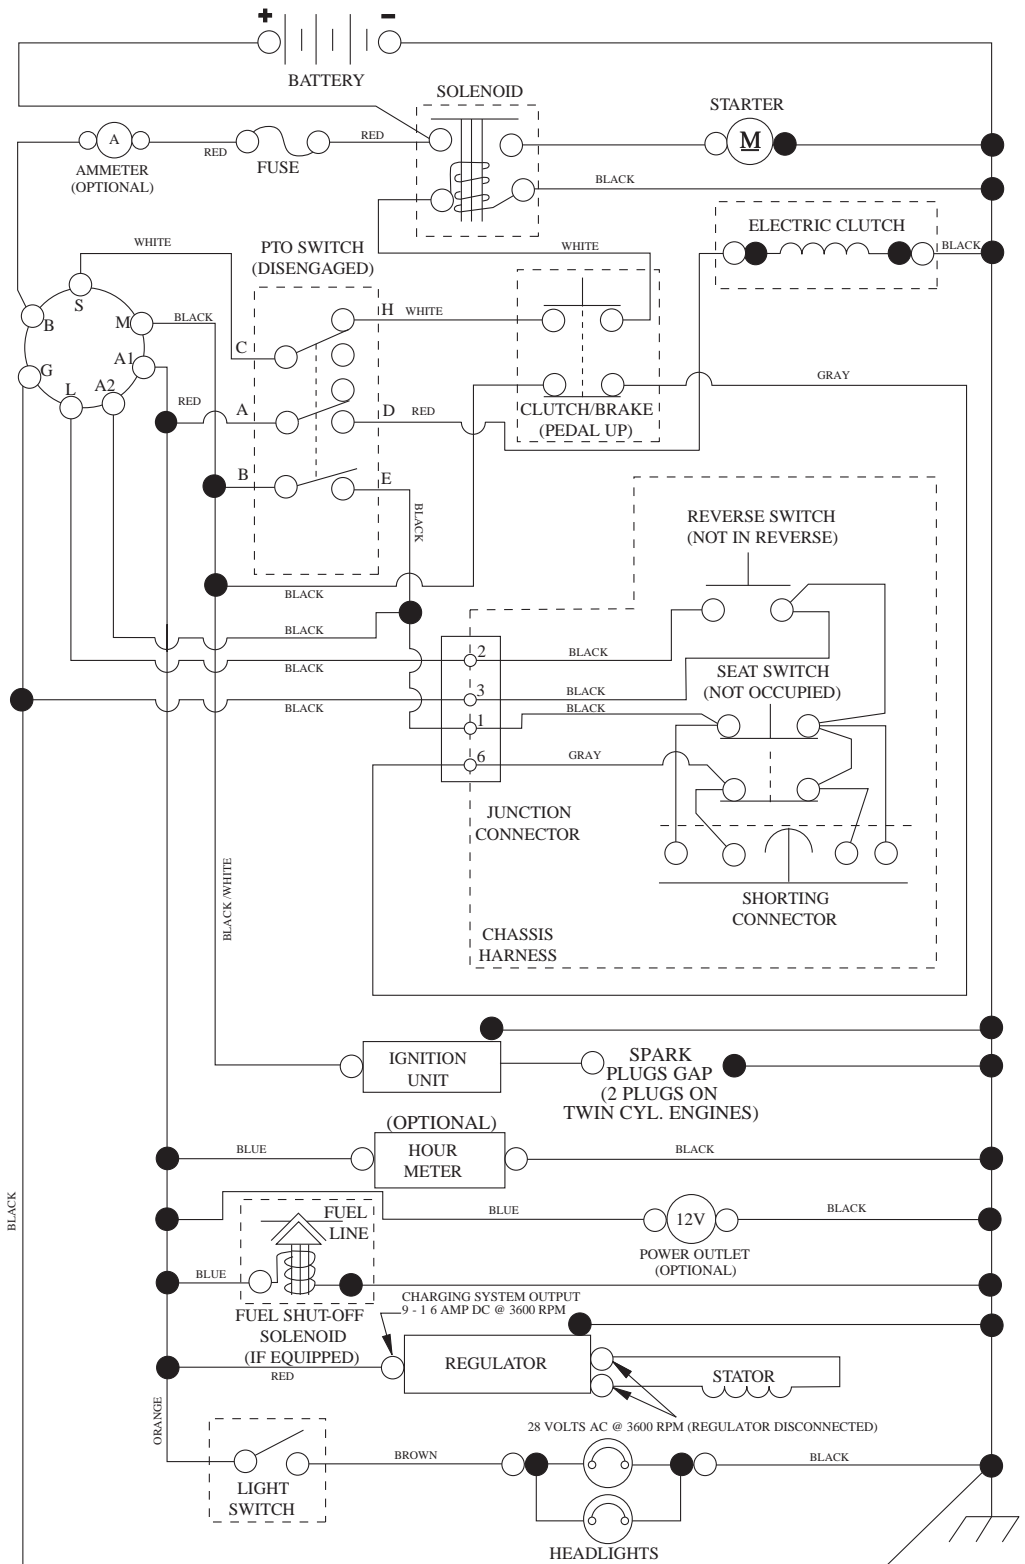 + −
BATTERY
SOLENOID
STARTER
M
A
RED
FUSE
RED
AMMETER
(OPTIONAL)
BLACK
WHITE
PTO SWITCH
(DISENGAGED)
WHITE
ELECTRIC CLUTCH
BLACK
S
B
M
BLACK
H
WHITE
C
G
A1
L
A2
RED
A
D
RED
GRAY
CLUTCH/BRAKE
(PEDAL UP)
B
E
BLACK
REVERSE SWITCH
(NOT IN REVERSE)
BLACK
BLACK
BLACK
2
BLACK
SEAT SWITCH
(NOT OCCUPIED)
3
BLACK
BLACK
BLACK
1
6
GRAY
JUNCTION
CONNECTOR
SHORTING
CONNECTOR
BLACK /WHITE
CHASSIS
HARNESS
IGNITION
UNIT
SPARK
PLUGS GAP
(2 PLUGS ON
TWIN CYL. ENGINES)
(OPTIONAL)
HOUR
METER
BLUE
BLACK
BLACK
FUEL
LINE
BLUE
12V
BLACK
POWER OUTLET
(OPTIONAL)
BLUE
FUEL SHUT-OFF
SOLENOID
(IF EQUIPPED)
CHARGING SYSTEM OUTPUT
9 - 1 6 AMP DC @ 3600 RPM
RED
REGULATOR
STATOR
28 VOLTS AC @ 3600 RPM (REGULATOR DISCONNECTED)
ORANGE
LIGHT
SWITCH
BROWN
BLACK
HEADLIGHTS